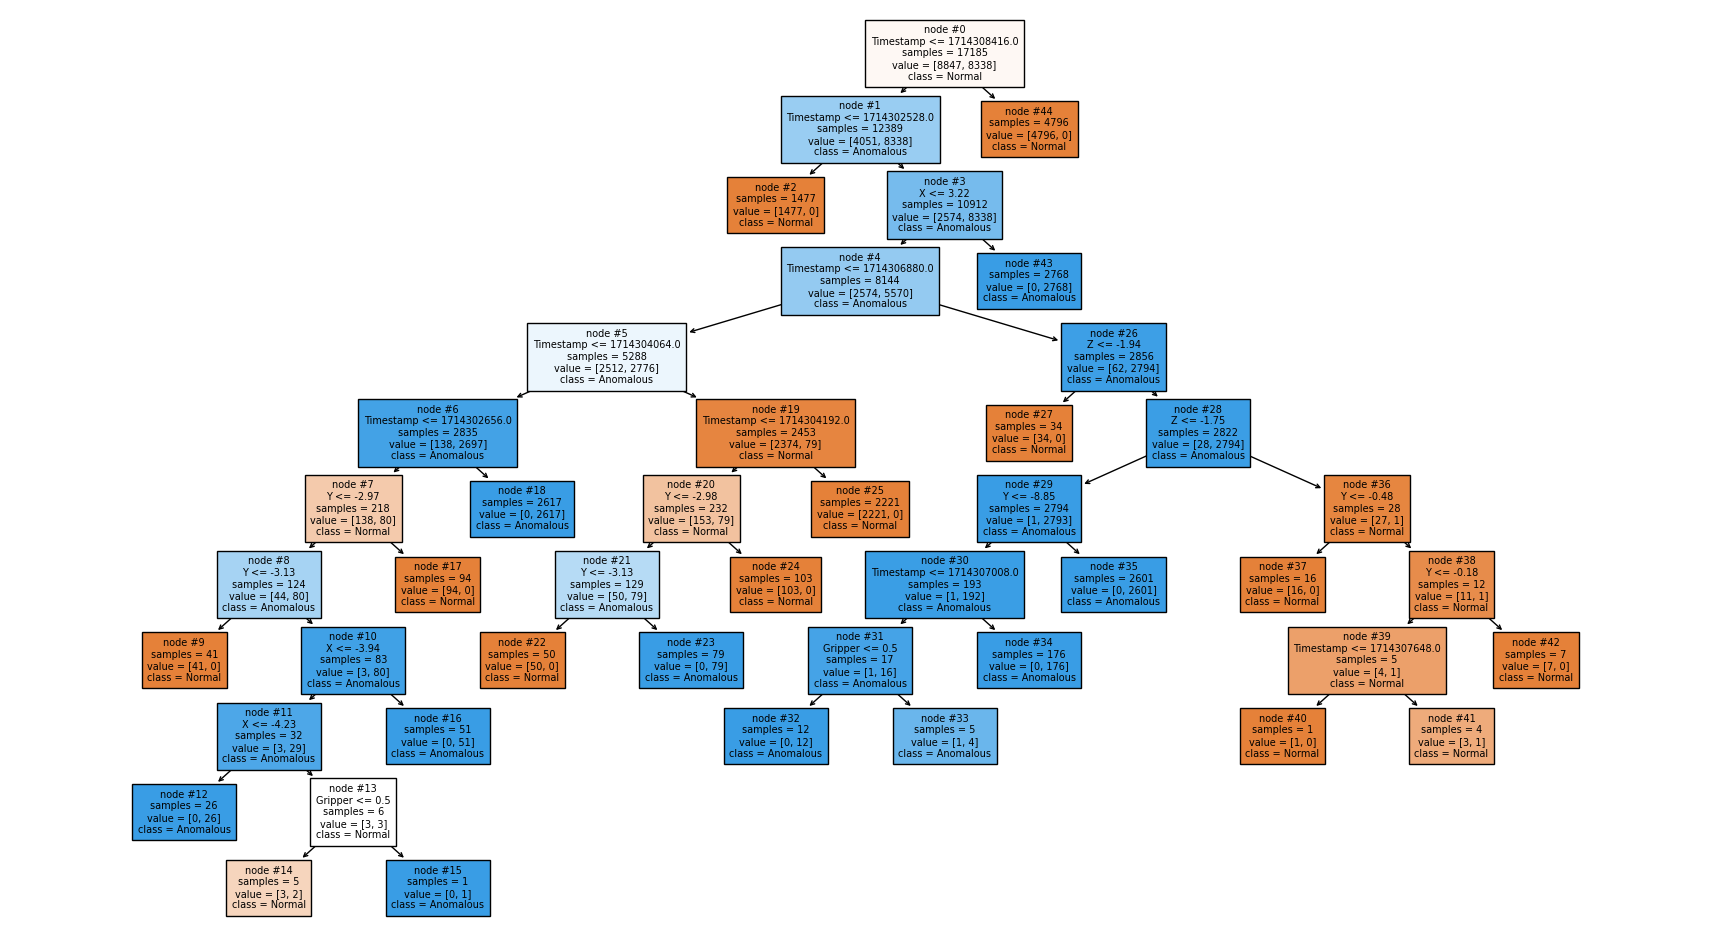 node #0
Timestamp <= 1714308416.0
samples = 17185
value = [8847, 8338]
class = Normal
node #1
Timestamp <= 1714302528.0
samples = 12389
value = [4051, 8338]
class = Anomalous
node #44
samples = 4796
value = [4796, 0]
class = Normal
node #2
samples = 1477
value = [1477, 0]
class = Normal
node #3
X <= 3.22
samples = 10912
value = [2574, 8338]
class = Anomalous
node #4
Timestamp <= 1714306880.0
samples = 8144
value = [2574, 5570]
class = Anomalous
node #43
samples = 2768
value = [0, 2768]
class = Anomalous
node #5
Timestamp <= 1714304064.0
samples = 5288
value = [2512, 2776]
class = Anomalous
node #26
Z <= -1.94
samples = 2856
value = [62, 2794]
class = Anomalous
node #6
Timestamp <= 1714302656.0
samples = 2835
value = [138, 2697]
class = Anomalous
node #19
Timestamp <= 1714304192.0
samples = 2453
value = [2374, 79]
class = Normal
node #27
samples = 34
value = [34, 0]
class = Normal
node #28
Z <= -1.75
samples = 2822
value = [28, 2794]
class = Anomalous
node #7
Y <= -2.97
samples = 218
value = [138, 80]
class = Normal
node #18
samples = 2617
value = [0, 2617]
class = Anomalous
node #20
Y <= -2.98
samples = 232
value = [153, 79]
class = Normal
node #25
samples = 2221
value = [2221, 0]
class = Normal
node #29
Y <= -8.85
samples = 2794
value = [1, 2793]
class = Anomalous
node #36
Y <= -0.48
samples = 28
value = [27, 1]
class = Normal
node #8
Y <= -3.13
samples = 124
value = [44, 80]
class = Anomalous
node #17
samples = 94
value = [94, 0]
class = Normal
node #21
Y <= -3.13
samples = 129
value = [50, 79]
class = Anomalous
node #24
samples = 103
value = [103, 0]
class = Normal
node #30
Timestamp <= 1714307008.0
samples = 193
value = [1, 192]
class = Anomalous
node #35
samples = 2601
value = [0, 2601]
class = Anomalous
node #37
samples = 16
value = [16, 0]
class = Normal
node #38
Y <= -0.18
samples = 12
value = [11, 1]
class = Normal
node #9
samples = 41
value = [41, 0]
class = Normal
node #10
X <= -3.94
samples = 83
value = [3, 80]
class = Anomalous
node #22
samples = 50
value = [50, 0]
class = Normal
node #23
samples = 79
value = [0, 79]
class = Anomalous
node #31
Gripper <= 0.5
samples = 17
value = [1, 16]
class = Anomalous
node #34
samples = 176
value = [0, 176]
class = Anomalous
node #39
Timestamp <= 1714307648.0
samples = 5
value = [4, 1]
class = Normal
node #42
samples = 7
value = [7, 0]
class = Normal
node #11
X <= -4.23
samples = 32
value = [3, 29]
class = Anomalous
node #16
samples = 51
value = [0, 51]
class = Anomalous
node #32
samples = 12
value = [0, 12]
class = Anomalous
node #33
samples = 5
value = [1, 4]
class = Anomalous
node #40
samples = 1
value = [1, 0]
class = Normal
node #41
samples = 4
value = [3, 1]
class = Normal
node #12
samples = 26
value = [0, 26]
class = Anomalous
node #13
Gripper <= 0.5
samples = 6
value = [3, 3]
class = Normal
node #14
samples = 5
value = [3, 2]
class = Normal
node #15
samples = 1
value = [0, 1]
class = Anomalous